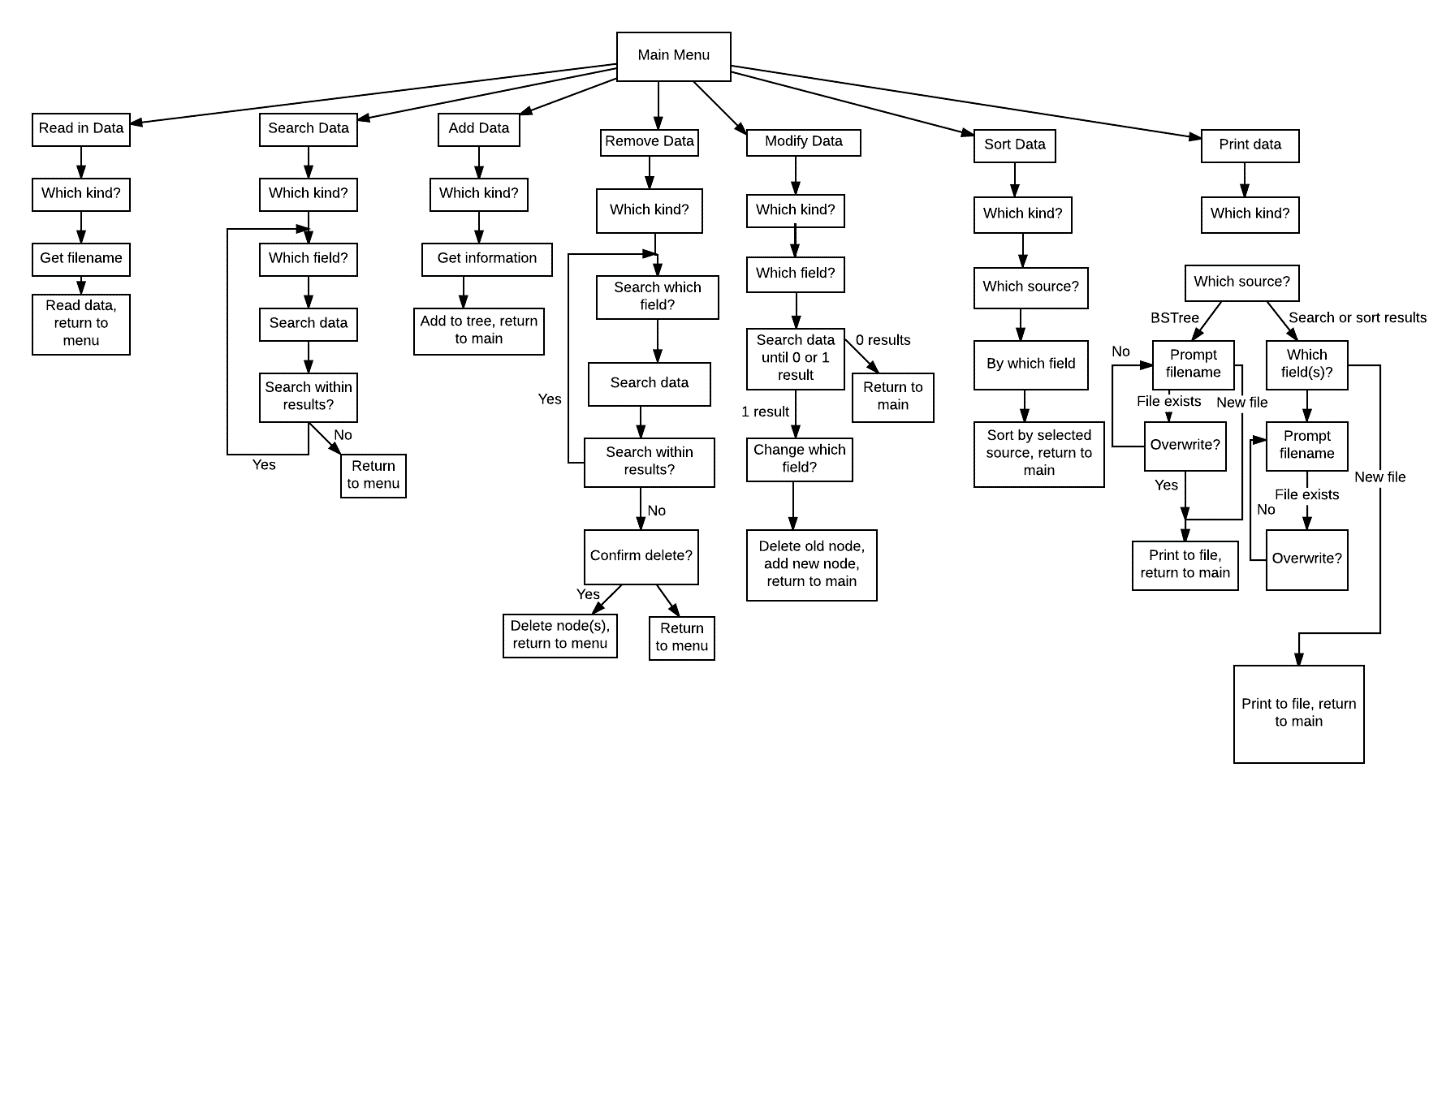 Main Menu
Read in Data
Which kind?
Get filename
Read data,
return to
menu
Search Data
Which kind?
Which field?
Search data
Search within
results?
No
Yes
Return
to menu
Add Data
Which kind?
Get information
Add to tree, return
to main
Remove Data
Which kind?
Search which
field?
Search data
Yes
Search within
results?
No
Confirm delete?
Yes
Delete node(s),
return to menu
Return
to menu
Modify Data
Which kind?
Which field?
Search data
until 0 or 1
result
0 results
Return to
main
1 result
Change which
field?
Delete old node,
add new node,
return to main
Sort Data
Which kind?
Which source?
By which field
Sort by selected
source, return to
main
Print data
Which kind?
Which source?
BSTree
Search or sort results
No
Prompt
filename
File exists
New file
Overwrite?
Yes
Print to file,
return to main
Which
field(s)?
Prompt
filename
New file
File exists
No
Overwrite?
Print to file, return
to main